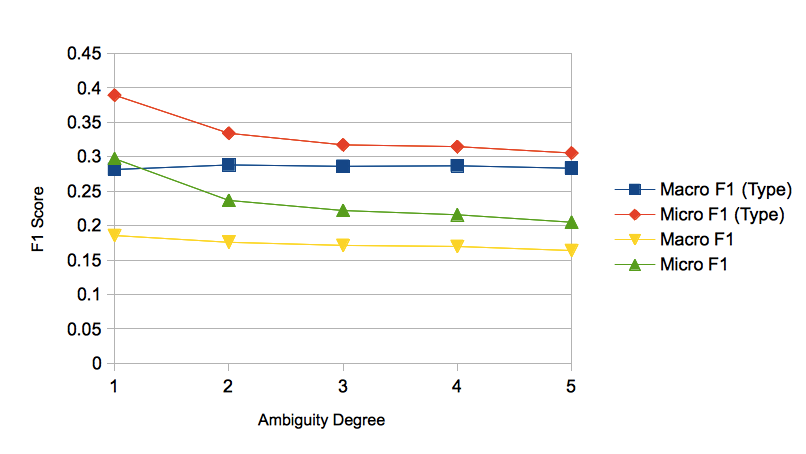 0.45
0.4
0.35
0.3
0.25
0.2
0.15
0.1
0.05
0
F1 Score
1 2 3 4 5
Ambiguity Degree
Macro F1 (Type)
Micro F1 (Type)
Macro F1
Micro F1